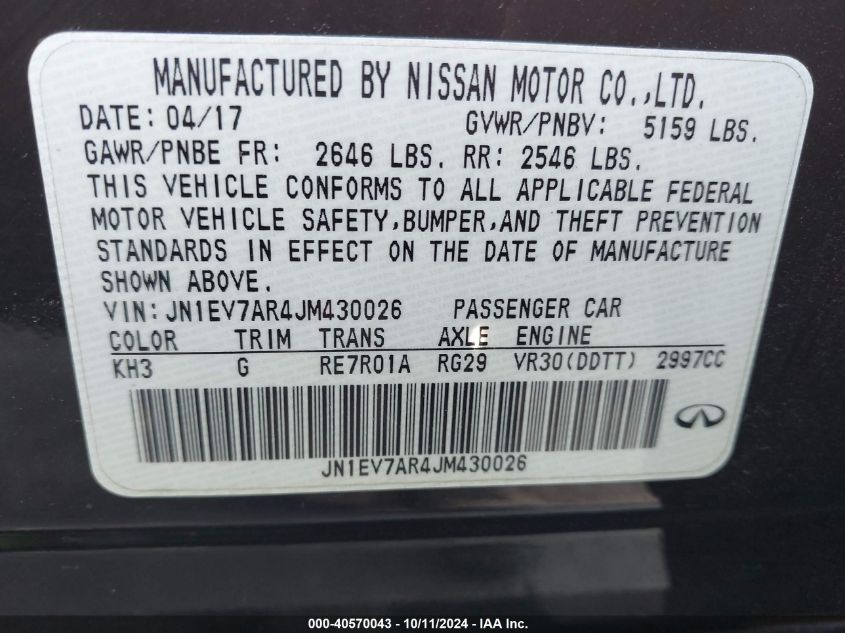 MANUFACTURED BY NISSAN MOTOR CO.,LTD.
DATE: 04/17 GVWR/PNBV: 5159 LBS.
GAWR/PNBE FR: 2646 LBS. RR: 2546 LBS.
THIS VEHICLE CONFORMS TO ALL APPLICABLE FEDERAL
MOTOR VEHICLE SAFETY,BUMPER,AND THEFT PREVENTION
STANDARDS IN EFFECT ON THE DATE OF MANUFACTURE
SHOWN ABOVE.
VIN:JN1EV7AR4JM430026 PASSENGER CAR
COLOR TRIM TRANS AXLE ENGINE
KH3 G RE7R01A RG29 VR30(DDTT) 2997CC
JN1EV7AR4JM430026
000-40570043 - 10/11/2024 - IAA Inc.